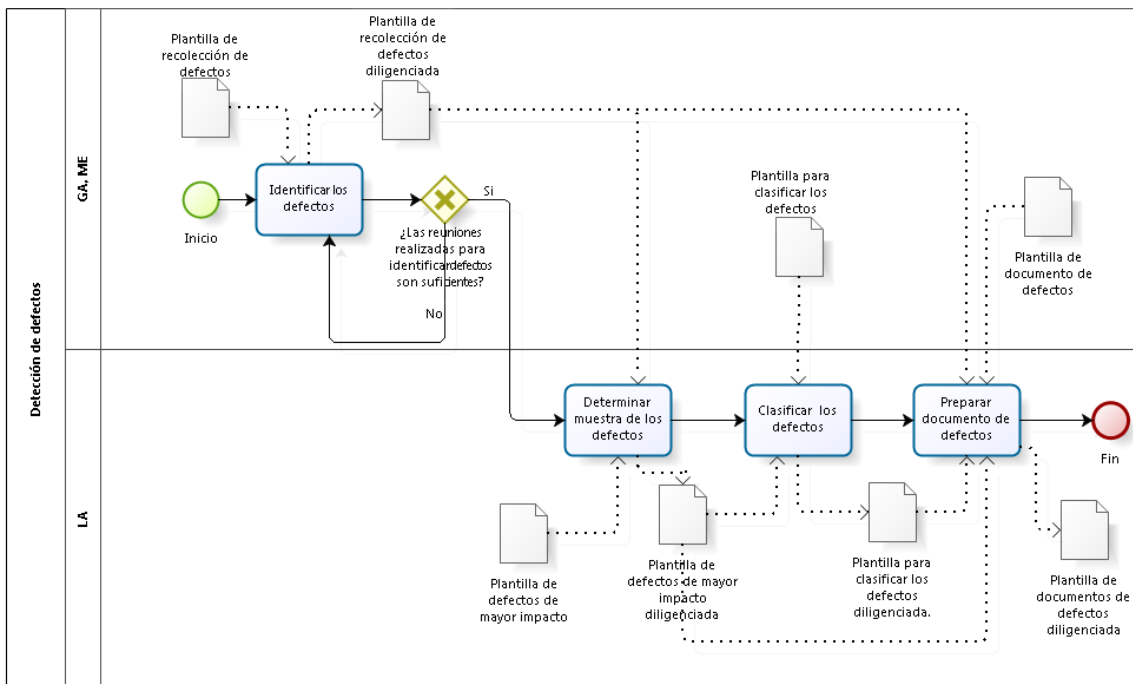 Detección de defectos
GA, ME
LA
Plantilla de
recolección de
defectos
Plantilla de
recolección de
defectos
diligenciada
Inicio
Identificar los
defectos
Si
¿Las reuniones
realizadas para
identificar defectos
son suficientes?
No
Plantilla para
clasificar los
defectos
Plantilla de
documento de
defectos
Determinar
muestra de los
defectos
Clasificar los
defectos
Preparar
documento de
defectos
Fin
Plantilla de
defectos de
mayor impacto
Plantilla de
defectos de mayor
impacto
diligenciada
Plantilla para
clasificar los
defectos
diligenciada.
Plantilla de
documentos de
defectos
diligenciada